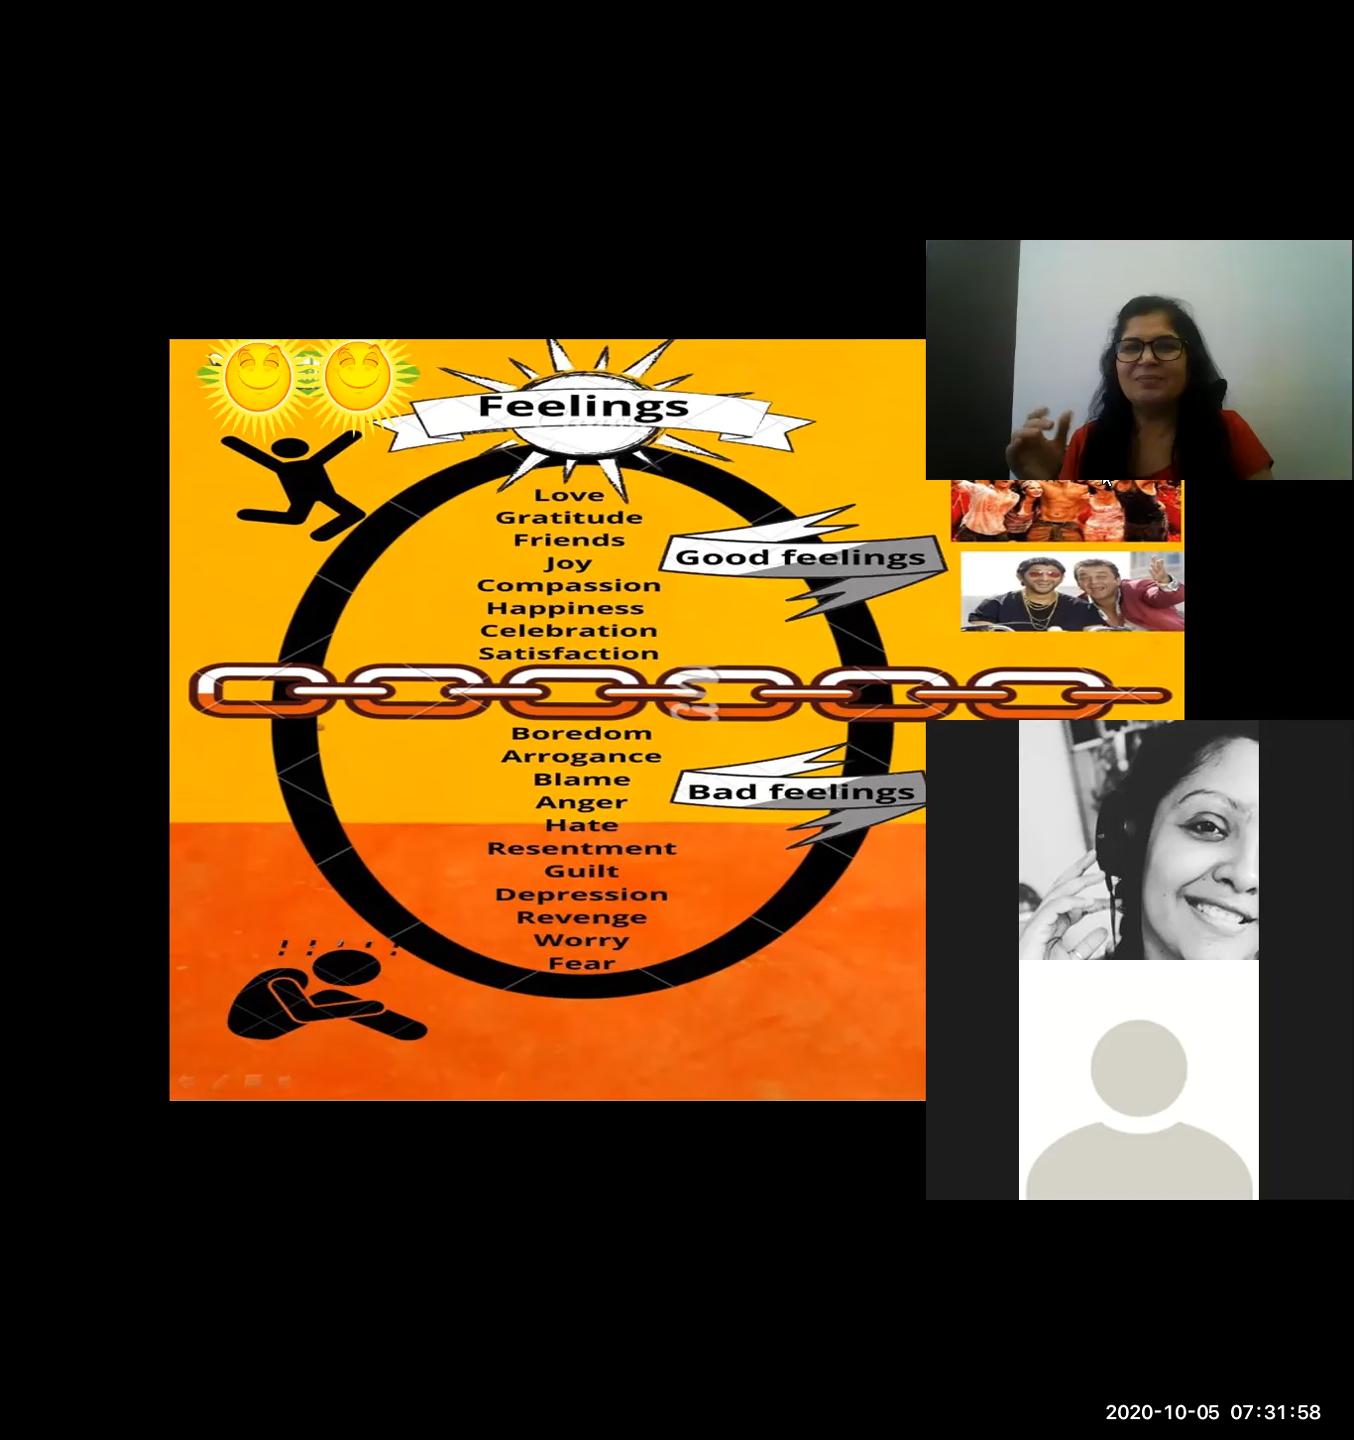 Feelings
Love
Gratitude
Friends
Joy
Compassion
Happiness
Celebration
Satisfaction
Good feelings
Boredom
Arrogance
Blame
Anger
Hate
Resentment
Guilt
Depression
Revenge
Worry
Fear
Bad feelings
2020-10-05 07:31:58